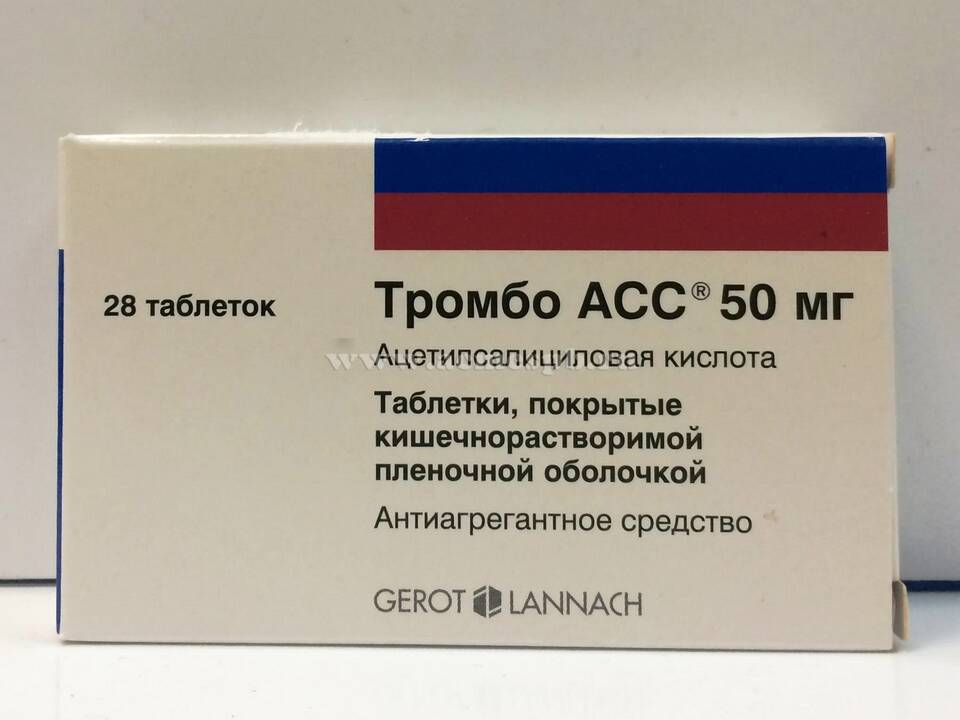 28 таблеток
Тромбо АСС® 50 мг
Ацетилсалициловая кислота
Таблетки, покрытые
кишечнорастворимой
пленочной оболочкой
Антиагрегантное средство
GEROT LANNACH